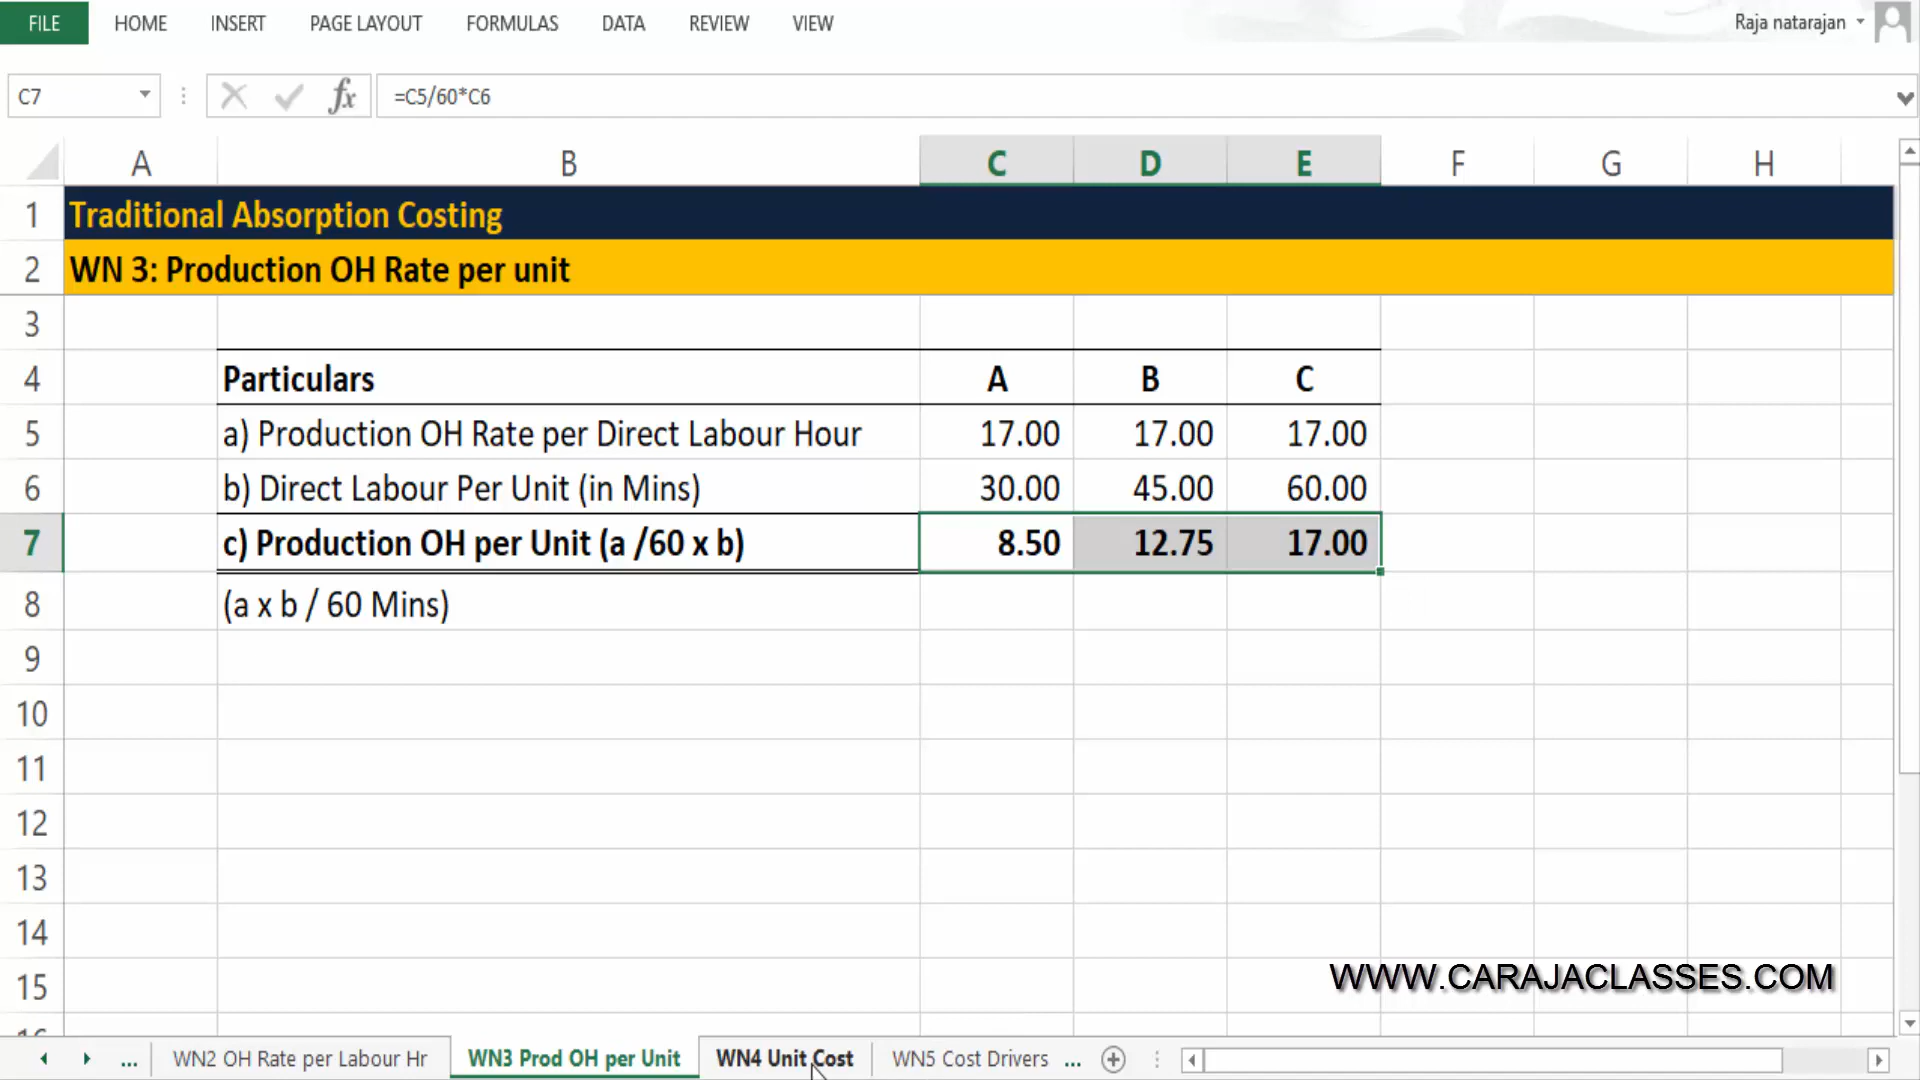 FILE HOME INSERT PAGE LAYOUT FORMULAS DATA REVIEW VIEW Raja natarajan
C7 fx =C5/60*C6
A B C D E F G H
1 Traditional Absorption Costing
2 WN 3: Production OH Rate per unit
3
4 Particulars A B C
5 a) Production OH Rate per Direct Labour Hour 17.00 17.00 17.00
6 b) Direct Labour Per Unit (in Mins) 30.00 45.00 60.00
7 c) Production OH per Unit (a /60 x b) 8.50 12.75 17.00
8 (a x b / 60 Mins)
9
10
11
12
13
14
15
WWW.CARAJACLASSES.COM
... WN2 OH Rate per Labour Hr WN3 Prod OH per Unit WN4 Unit Cost WN5 Cost Drivers ...